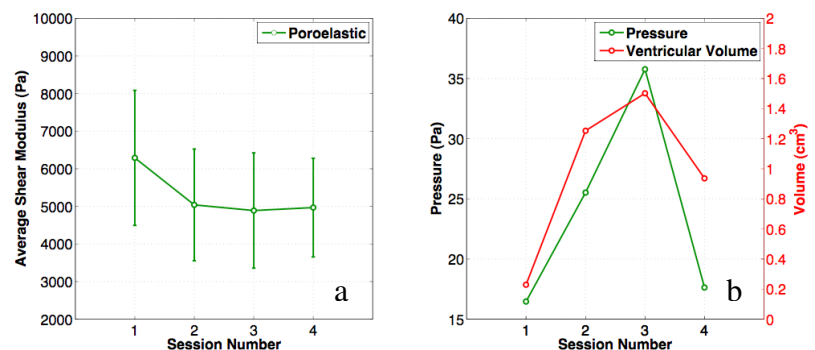 10000
9000
8000
7000
6000
5000
4000
3000
2000
Average Shear Modulus (Pa)
Poroelastic
a
1 2 3 4
Session Number
40
35
30
25
20
15
Pressure (Pa)
Pressure
Ventricular Volume
b
1 2 3 4
Session Number
2
1.8
1.6
1.4
1.2
1
0.8
0.6
0.4
0.2
0
Volume (cm³)